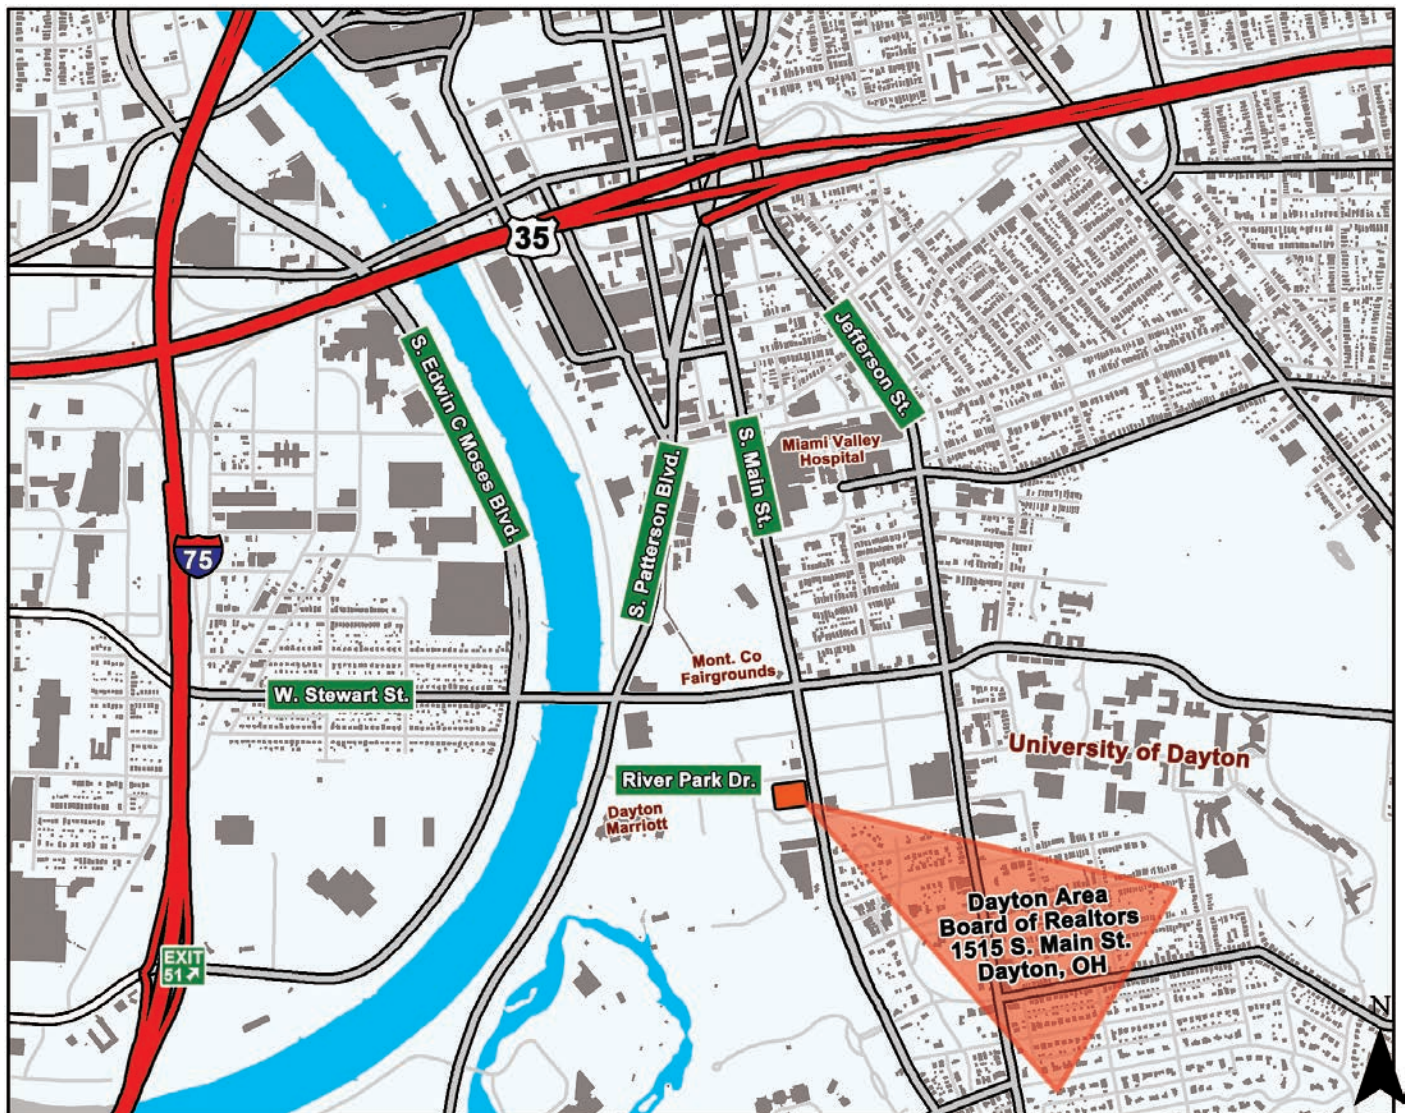 35
S. Edwin C Moses Blvd.
Jefferson St.
S. Main St.
Miami Valley
Hospital
S. Patterson Blvd.
75
Mont. Co
Fairgrounds
W. Stewart St.
University of Dayton
River Park Dr.
Dayton
Marriott
Dayton Area
Board of Realtors
1515 S. Main St.
Dayton, OH
EXIT
51
N